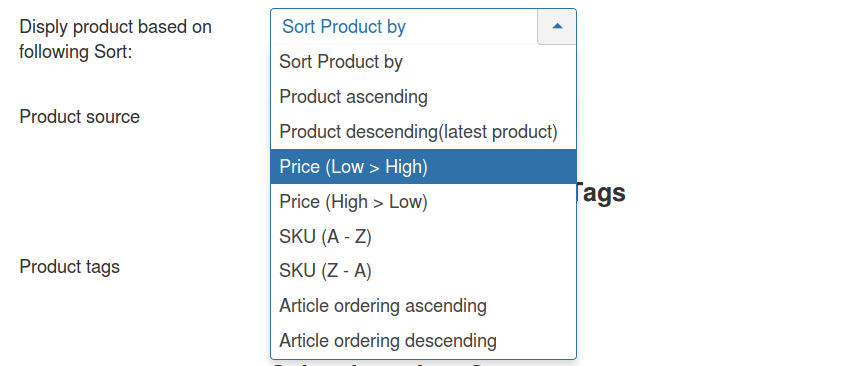 Disply product based on
following Sort:
Sort Product by
Sort Product by
Product ascending
Product source
Product descending(latest product)
Price (Low > High)
Tags
Price (High > Low)
SKU (A - Z)
Product tags
SKU (Z - A)
Article ordering ascending
Article ordering descending